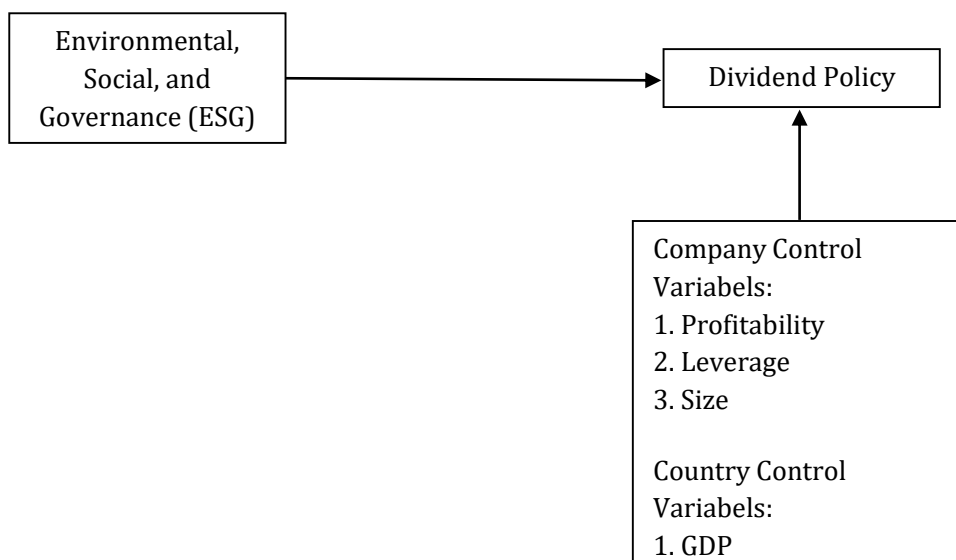 Environmental,
Social, and
Governance (ESG)
Dividend Policy
Company Control
Variabels:
1. Profitability
2. Leverage
3. Size
Country Control
Variabels:
1. GDP